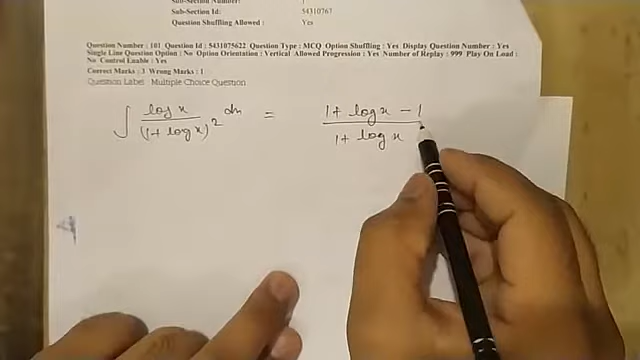 Sub-Section Id: 54310767
Question Shuffling Allowed : Yes
Question Number : 101 Question Id : 5431075622 Question Type : MCQ Option Shuffling : Yes Display Question Number : Yes
Single Line Question Option : No Option Orientation : Vertical Allowed Progression : Yes Number of Replay : 999 Play On Load :
No Control Enable : Yes
Correct Marks : 3 Wrong Marks : 1
Question Label : Multiple Choice Question
∫ log x / (1 + log x)² dx = 1 + log x − 1 / 1 + log x